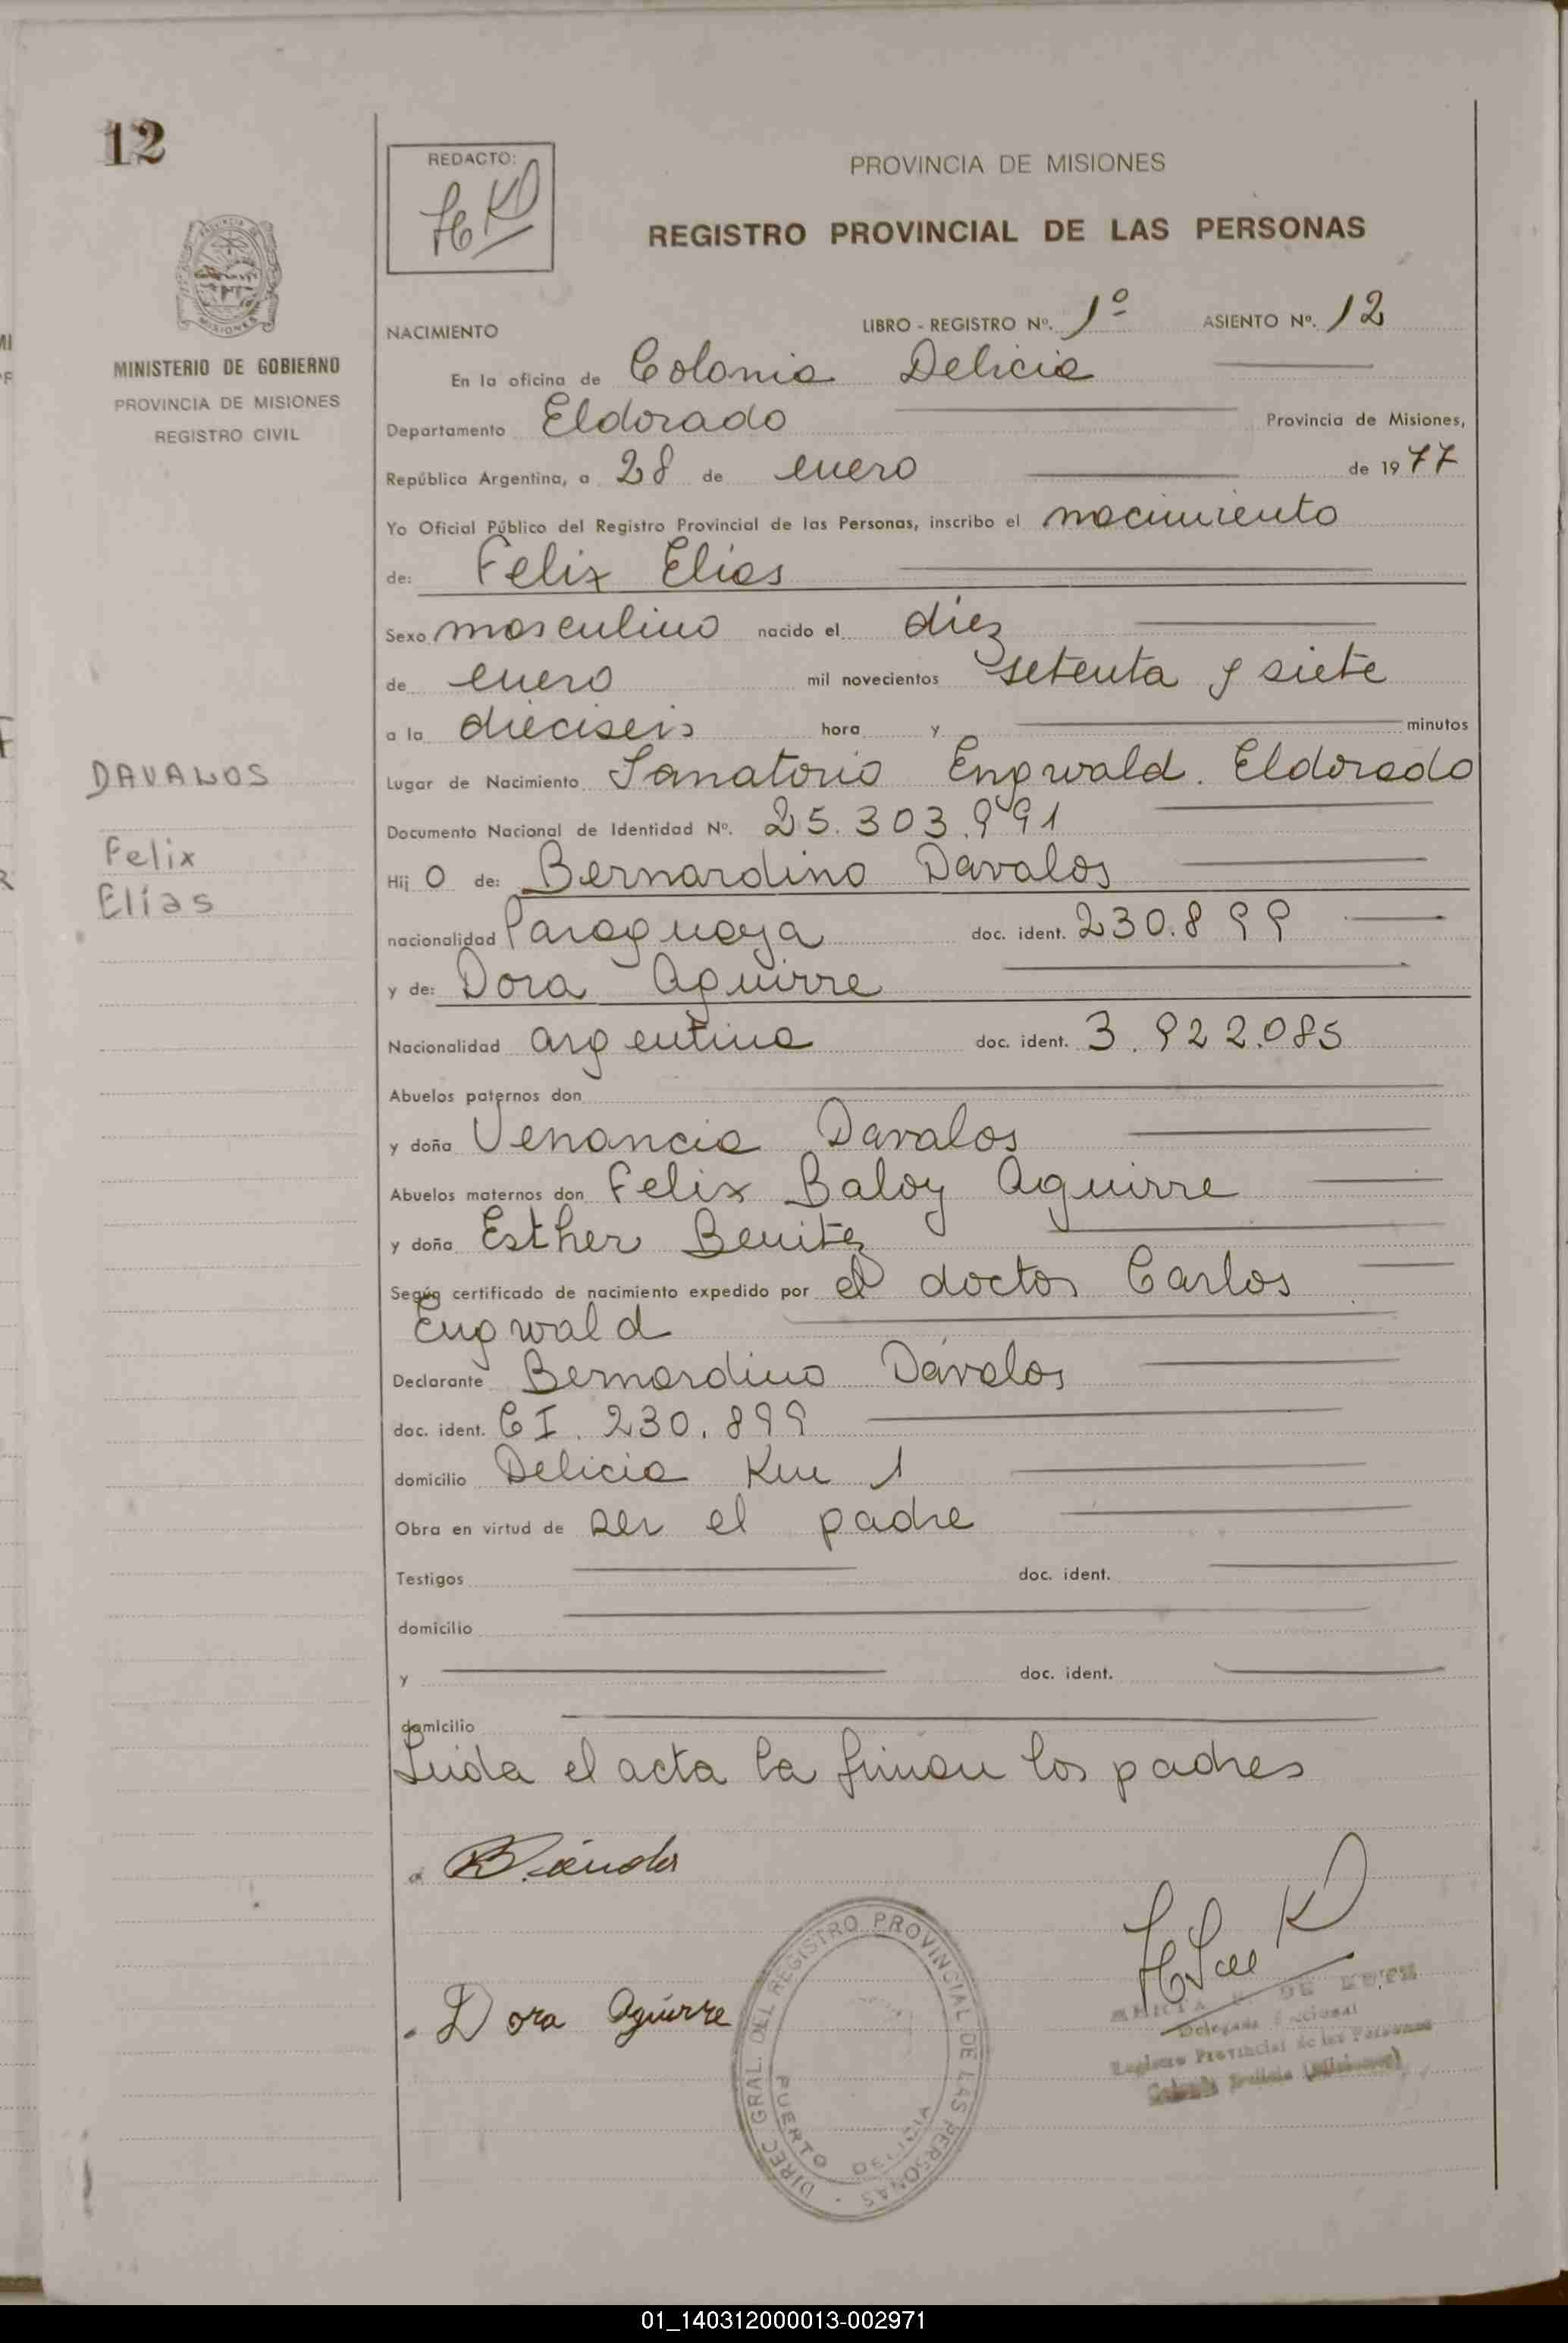 12
REDACTO:
PROVINCIA DE MISIONES
REGISTRO PROVINCIAL DE LAS PERSONAS
MINISTERIO DE GOBIERNO
PROVINCIA DE MISIONES
REGISTRO CIVIL
NACIMIENTO LIBRO - REGISTRO Nº. 1º ASIENTO Nº. 12
En la oficina de Colonia Delicia
Departamento Eldorado Provincia de Misiones,
República Argentina, a 28 de enero de 1977
Yo Oficial Público del Registro Provincial de las Personas, inscribo el nacimiento
de: Felix Elias
Sexo masculino nacido el diez
de enero mil novecientos setenta y siete
a la dieciseis hora y minutos
DAVALOS
Felix
Elías
Lugar de Nacimiento Sanatorio Engwald. Eldorado
Documento Nacional de Identidad Nº. 25.303.991
Hij o de: Bernardino Davalos
nacionalidad Paraguaya doc. ident. 230.899
y de: Dora Aguirre
Nacionalidad argentina doc. ident. 3.922.085
Abuelos paternos don
y doña Venancia Davalos
Abuelos maternos don Felix Baloy Aguirre
y doña Esther Benitez
Según certificado de nacimiento expedido por el doctor Carlos
Engwald
Declarante Bernardino Dávalos
doc. ident. CI. 230.899
domicilio Delicia Km 1
Obra en virtud de ser el padre
Testigos doc. ident.
domicilio
y doc. ident.
domicilio
Leida el acta la firman los padres
Dora Aguirre
DIREC. GRAL. DEL REGISTRO PROVINCIAL DE LAS PERSONAS
PUERTO DELICIA
DE
Delegada Seccional
Registro Provincial de las Personas
Colonia Delicia (Misiones)
01_140312000013-002971